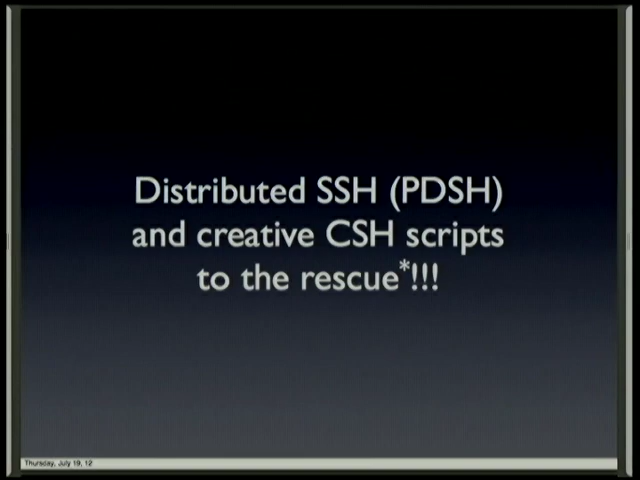 Distributed SSH (PDSH)
and creative CSH scripts
to the rescue*!!!
Thursday, July 19, 12